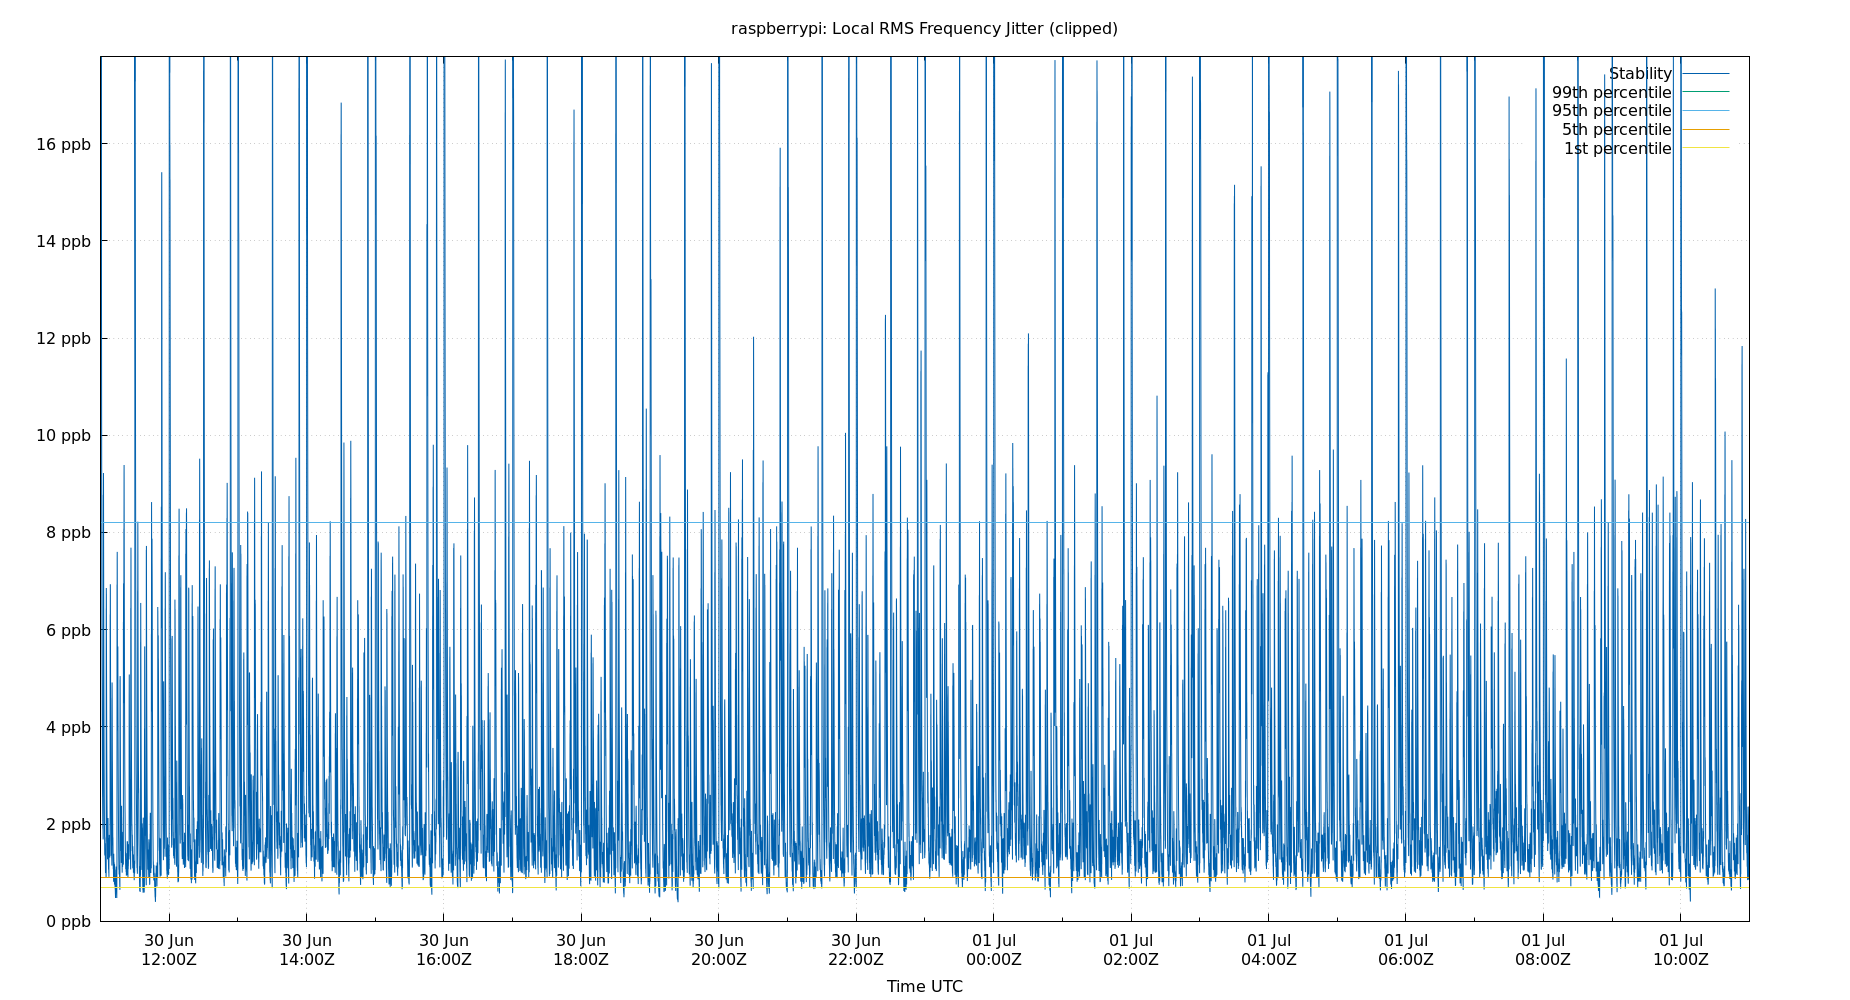 raspberrypi: Local RMS Frequency Jitter (clipped)
Stability
99th percentile
95th percentile
5th percentile
1st percentile
16 ppb
14 ppb
12 ppb
10 ppb
8 ppb
6 ppb
4 ppb
2 ppb
0 ppb
30 Jun 30 Jun 30 Jun 30 Jun 30 Jun 30 Jun 01 Jul 01 Jul 01 Jul 01 Jul 01 Jul 01 Jul
12:00Z 14:00Z 16:00Z 18:00Z 20:00Z 22:00Z 00:00Z 02:00Z 04:00Z 06:00Z 08:00Z 10:00Z
Time UTC